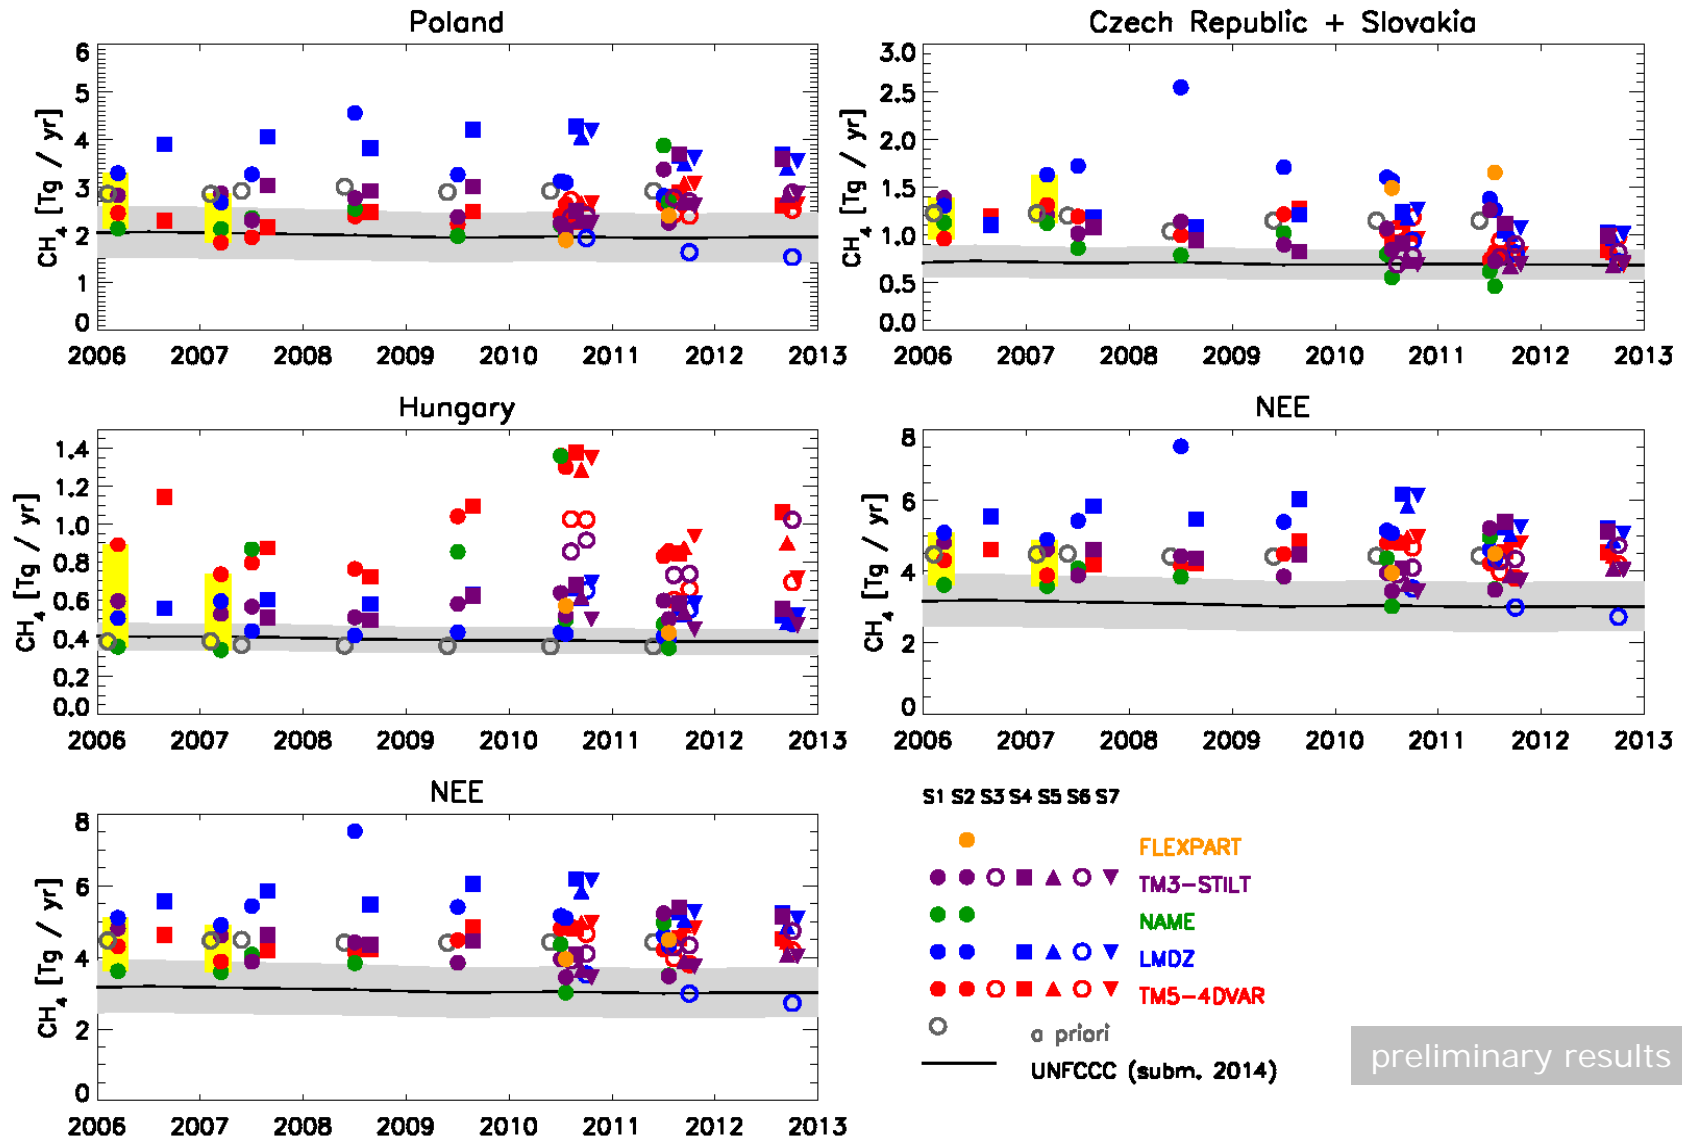 Poland
CH4 [Tg / yr]
6
5
4
3
2
1
0
2006 2007 2008 2009 2010 2011 2012 2013
Czech Republic + Slovakia
CH4 [Tg / yr]
3.0
2.5
2.0
1.5
1.0
0.5
0.0
2006 2007 2008 2009 2010 2011 2012 2013
Hungary
CH4 [Tg / yr]
1.4
1.2
1.0
0.8
0.6
0.4
0.2
0.0
2006 2007 2008 2009 2010 2011 2012 2013
NEE
CH4 [Tg / yr]
8
6
4
2
0
2006 2007 2008 2009 2010 2011 2012 2013
NEE
CH4 [Tg / yr]
8
6
4
2
0
2006 2007 2008 2009 2010 2011 2012 2013
S1 S2 S3 S4 S5 S6 S7
FLEXPART
TM3-STILT
NAME
LMDZ
TM5-4DVAR
a priori
UNFCCC (subm. 2014)
preliminary results